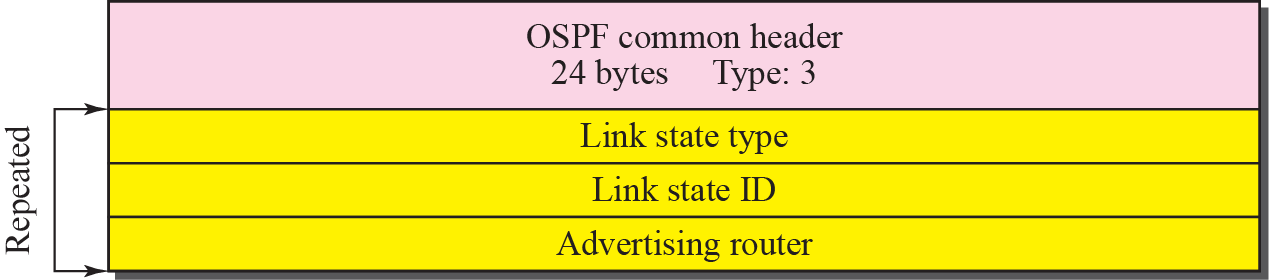 OSPF common header
24 bytes Type: 3
Repeated
Link state type
Link state ID
Advertising router